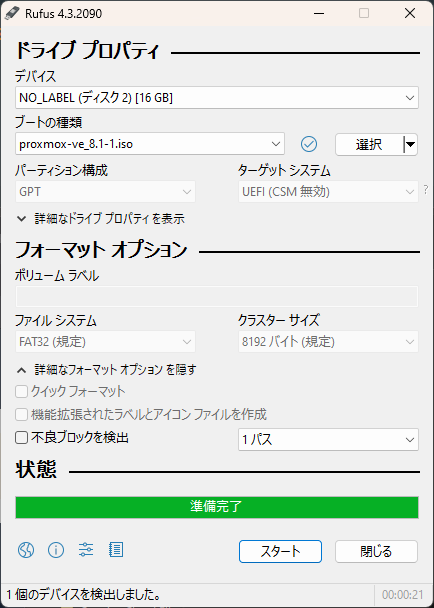 Rufus 4.3.2090
ドライブ プロパティ
デバイス
NO_LABEL (ディスク 2) [16 GB]
ブートの種類
proxmox-ve_8.1-1.iso
選択
パーティション構成
ターゲット システム
GPT
UEFI (CSM 無効)
?
詳細なドライブ プロパティを表示
フォーマット オプション
ボリューム ラベル
ファイル システム
クラスター サイズ
FAT32 (規定)
8192 バイト (規定)
詳細なフォーマット オプション を隠す
クイック フォーマット
機能拡張されたラベルとアイコン ファイルを作成
不良ブロックを検出
1 パス
状態
準備完了
スタート
閉じる
1 個のデバイスを検出しました。
00:00:21